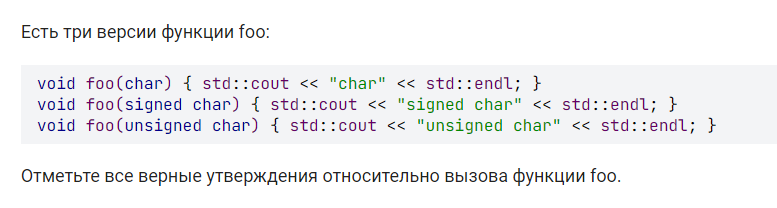 Есть три версии функции foo:
void foo(char) { std::cout << "char" << std::endl; }
void foo(signed char) { std::cout << "signed char" << std::endl; }
void foo(unsigned char) { std::cout << "unsigned char" << std::endl; }
Отметьте все верные утверждения относительно вызова функции foo.